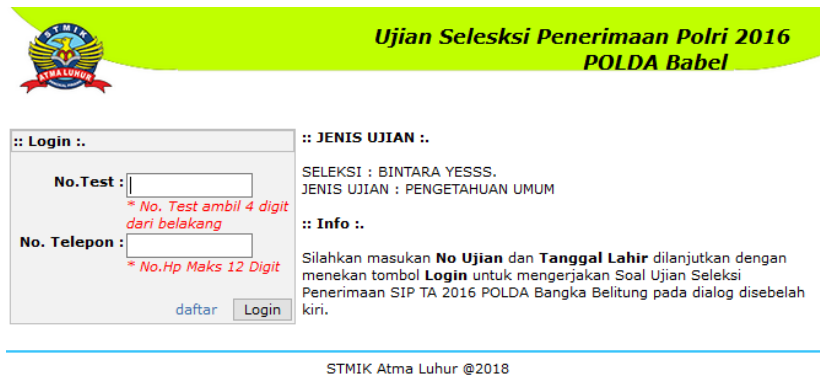 STMIK
ATMA LUHUR
Ujian Selesksi Penerimaan Polri 2016
POLDA Babel
:: Login :.
No.Test :
* No. Test ambil 4 digit
dari belakang
No. Telepon :
* No.Hp Maks 12 Digit
daftar Login
:: JENIS UJIAN :.
SELEKSI : BINTARA YESSS.
JENIS UJIAN : PENGETAHUAN UMUM
:: Info :.
Silahkan masukan No Ujian dan Tanggal Lahir dilanjutkan dengan
menekan tombol Login untuk mengerjakan Soal Ujian Seleksi
Penerimaan SIP TA 2016 POLDA Bangka Belitung pada dialog disebelah
kiri.
STMIK Atma Luhur @2018